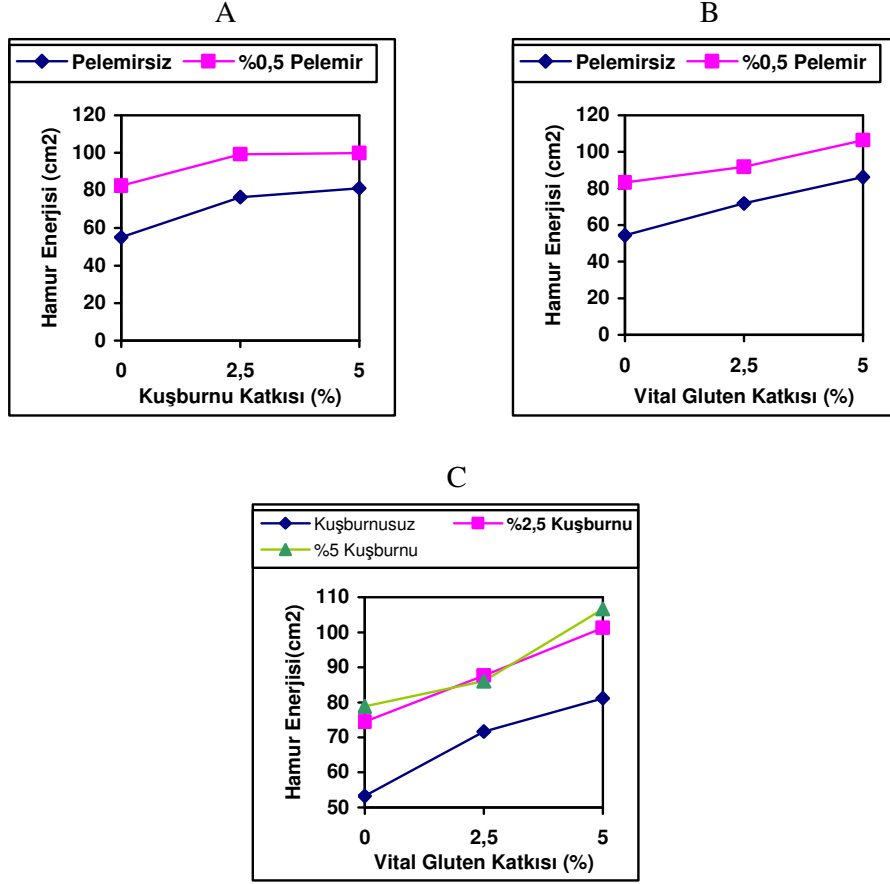 A
Pelemirsiz %0,5 Pelemir
Hamur Enerjisi (cm2)
120
100
80
60
40
20
0
0 2,5 5
Kuşburnu Katkısı (%)
B
Pelemirsiz %0,5 Pelemir
Hamur Enerjisi (cm2)
120
100
80
60
40
20
0
0 2,5 5
Vital Gluten Katkısı (%)
C
Kuşburnusuz %2,5 Kuşburnu
%5 Kuşburnu
Hamur Enerjisi(cm2)
110
100
90
80
70
60
50
0 2,5 5
Vital Gluten Katkısı (%)